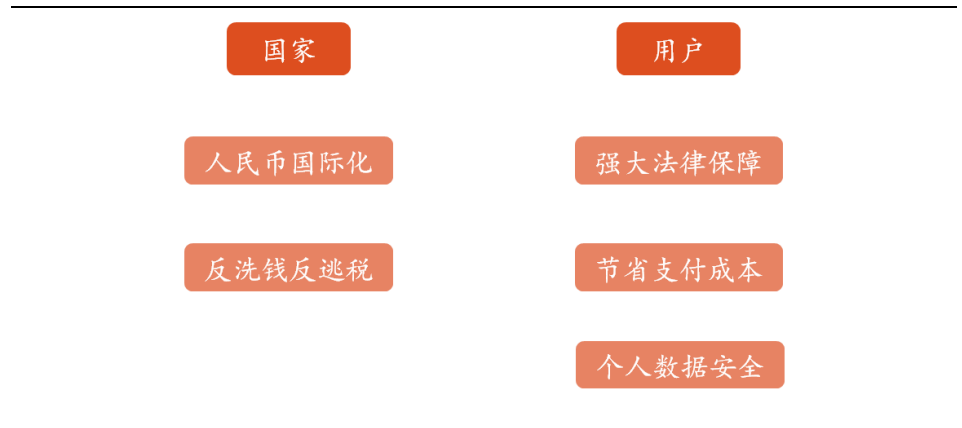 国家
用户
人民币国际化
强大法律保障
反洗钱反逃税
节省支付成本
个人数据安全